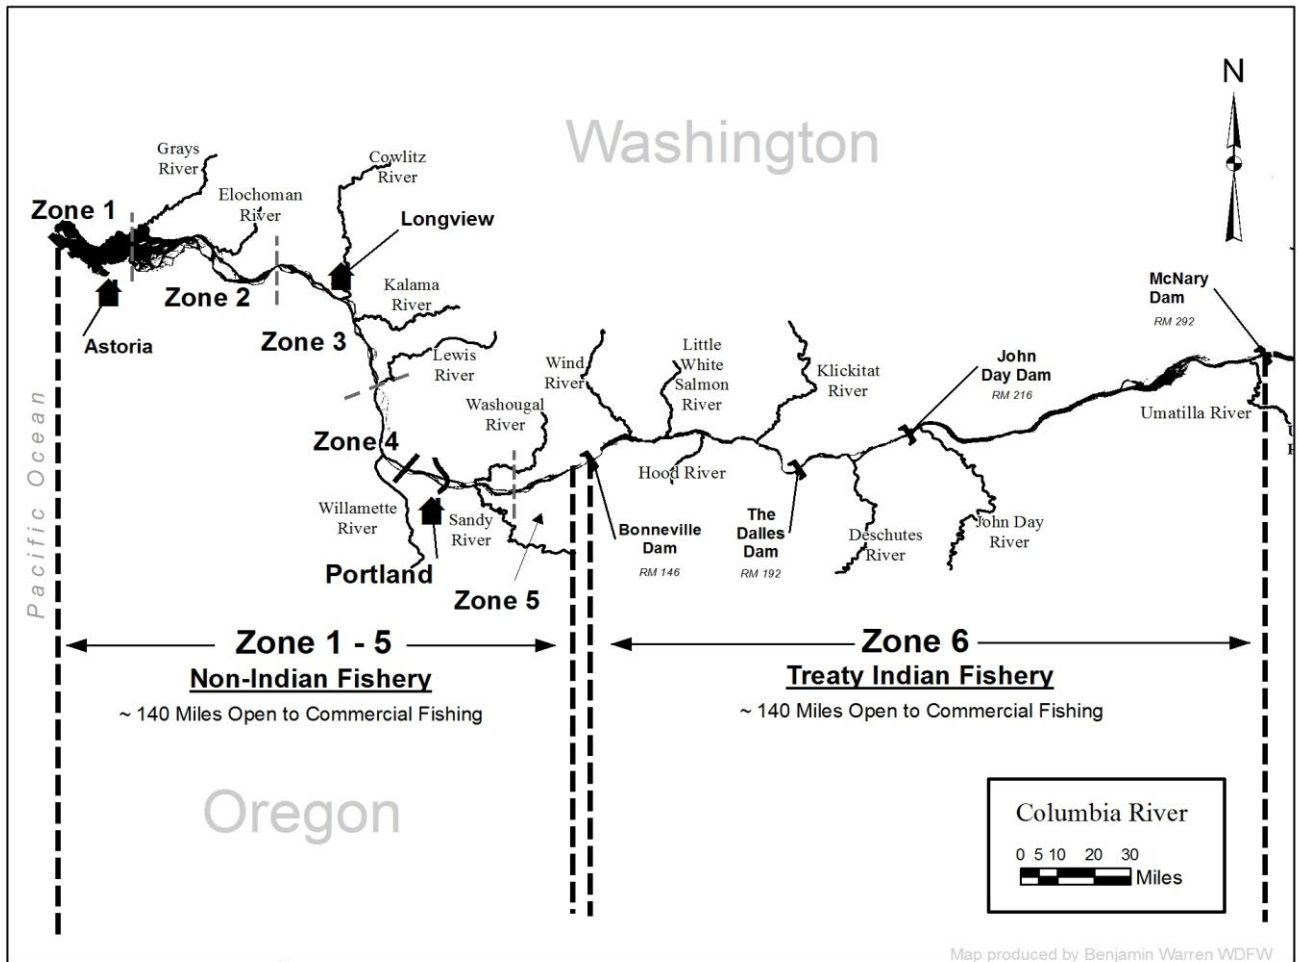 N
Washington
Grays
River
Cowlitz
River
Elochoman
River
Zone 1
Longview
McNary
Dam
RM 292
Kalama
River
Zone 2
Zone 3
Astoria
Lewis
River
Wind
River
Little
White
Salmon
River
Klickitat
River
John
Day Dam
RM 216
Washougal
River
Umatilla River
Zone 4
Hood River
Pacific Ocean
Willamette
River
Sandy
River
Bonneville
Dam
RM 146
The
Dalles
Dam
RM 192
Deschutes
River
John Day
River
Portland
Zone 5
Zone 1 - 5
Non-Indian Fishery
~ 140 Miles Open to Commercial Fishing
Zone 6
Treaty Indian Fishery
~ 140 Miles Open to Commercial Fishing
Oregon
Columbia River
0 5 10 20 30
Miles
Map produced by Benjamin Warren WDFW